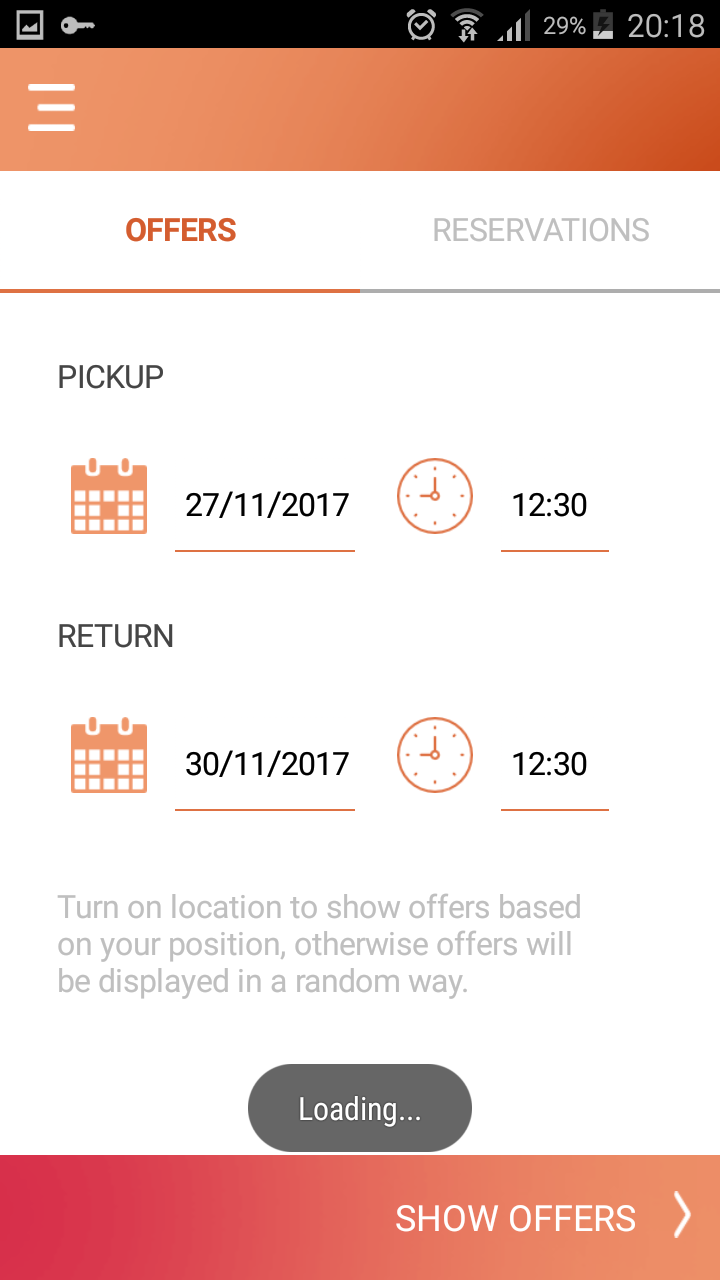 29% 20:18
OFFERS RESERVATIONS
PICKUP
27/11/2017 12:30
RETURN
30/11/2017 12:30
Turn on location to show offers based
on your position, otherwise offers will
be displayed in a random way.
Loading...
SHOW OFFERS